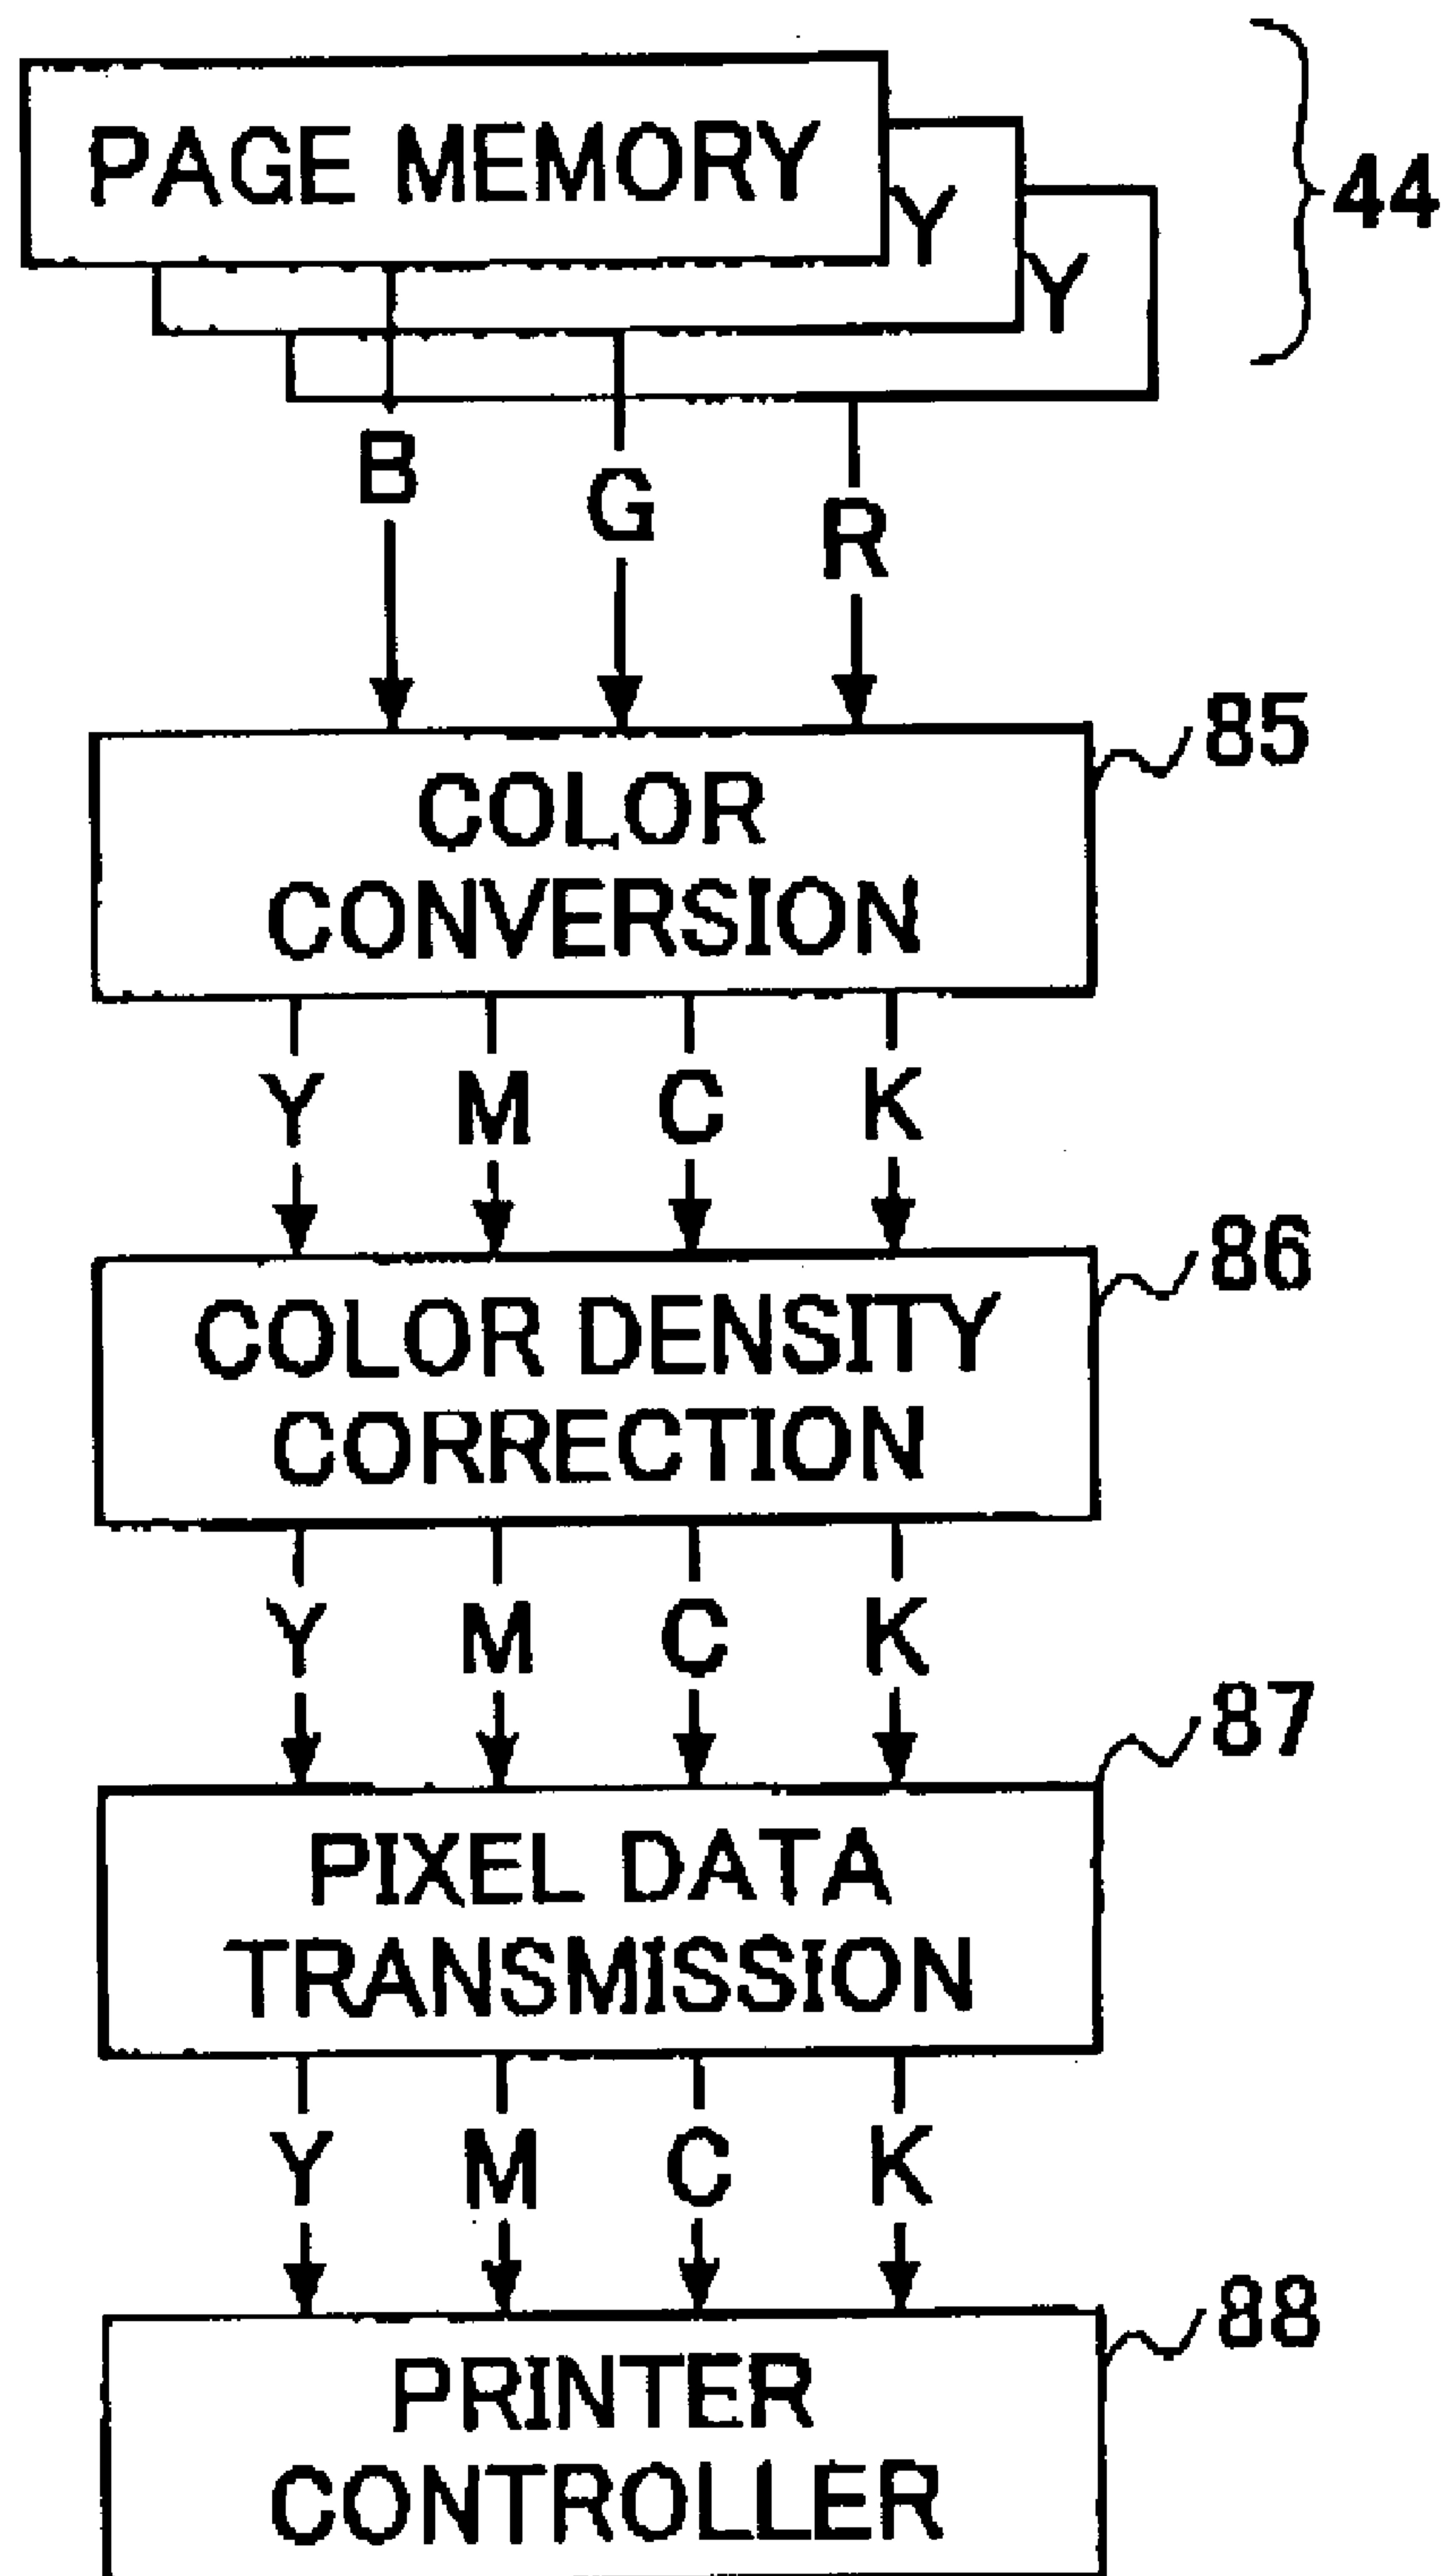 PAGE MEMORY
Y
Y
44
B
G
R
85
COLOR
CONVERSION
Y M C K
86
COLOR DENSITY
CORRECTION
Y M C K
87
PIXEL DATA
TRANSMISSION
Y M C K
88
PRINTER
CONTROLLER